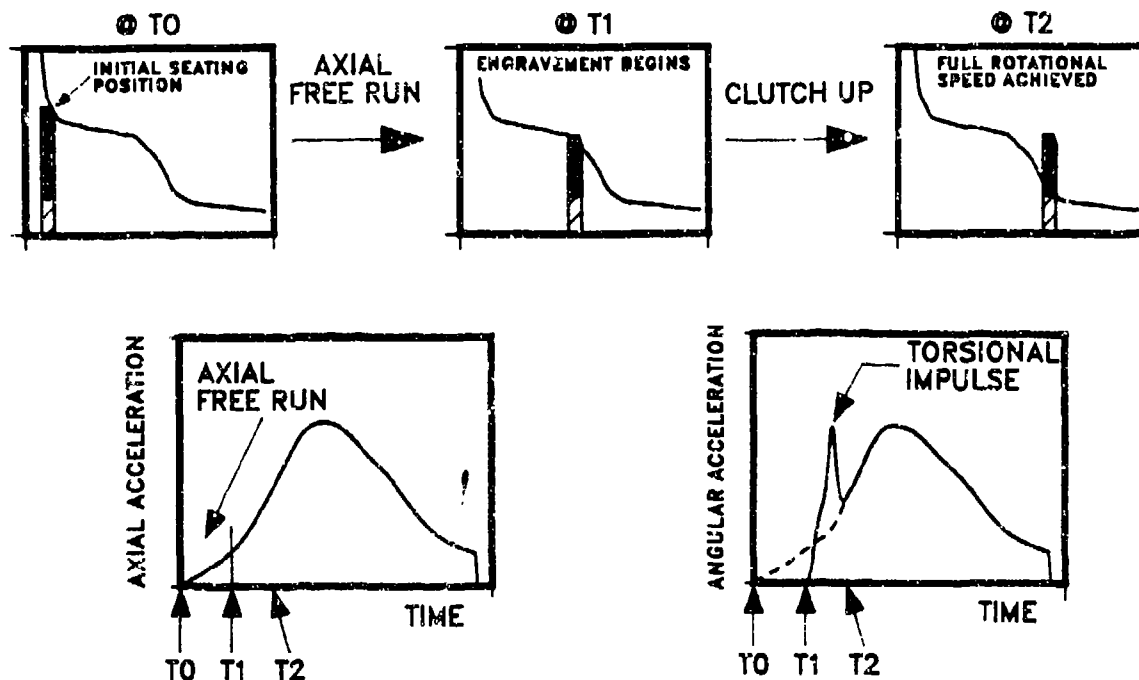 @ T0
@ T1
@ T2
INITIAL SEATING
POSITION
AXIAL
FREE RUN
ENGRAVEMENT BEGINS
CLUTCH UP
FULL ROTATIONAL
SPEED ACHIEVED
AXIAL ACCELERATION
AXIAL
FREE RUN
TIME
T0
T1
T2
ANGULAR ACCELERATION
TORSIONAL
IMPULSE
TIME
T0
T1
T2